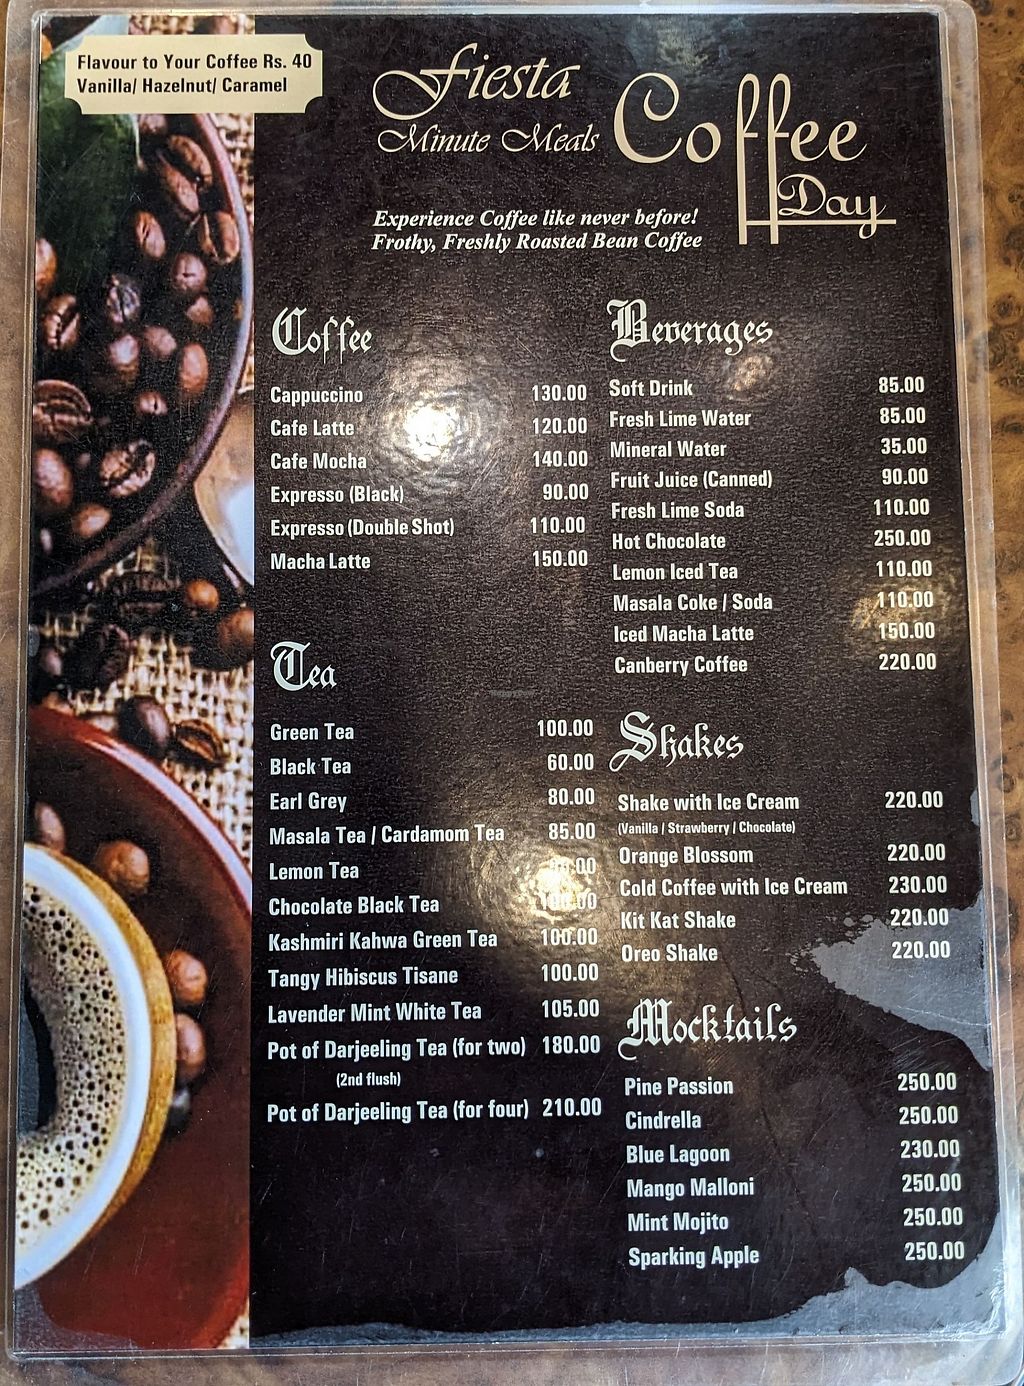 Flavour to Your Coffee Rs. 40
Vanilla/ Hazelnut/ Caramel
Fiesta
Minute Meals
Coffee
Day
Experience Coffee like never before!
Frothy, Freshly Roasted Bean Coffee
Coffee
Cappuccino 130.00
Cafe Latte 120.00
Cafe Mocha 140.00
Expresso (Black) 90.00
Expresso (Double Shot) 110.00
Macha Latte 150.00
Tea
Green Tea 100.00
Black Tea 60.00
Earl Grey 80.00
Masala Tea / Cardamom Tea 85.00
Lemon Tea
Chocolate Black Tea
Kashmiri Kahwa Green Tea 100.00
Tangy Hibiscus Tisane 100.00
Lavender Mint White Tea 105.00
Pot of Darjeeling Tea (for two) 180.00
(2nd flush)
Pot of Darjeeling Tea (for four) 210.00
Beverages
Soft Drink 85.00
Fresh Lime Water 85.00
Mineral Water 35.00
Fruit Juice (Canned) 90.00
Fresh Lime Soda 110.00
Hot Chocolate 250.00
Lemon Iced Tea 110.00
Masala Coke / Soda 110.00
Iced Macha Latte 150.00
Canberry Coffee 220.00
Shakes
Shake with Ice Cream 220.00
(Vanilla / Strawberry / Chocolate)
Orange Blossom 220.00
Cold Coffee with Ice Cream 230.00
Kit Kat Shake 220.00
Oreo Shake 220.00
Mocktails
Pine Passion 250.00
Cindrella 250.00
Blue Lagoon 230.00
Mango Malloni 250.00
Mint Mojito 250.00
Sparking Apple 250.00